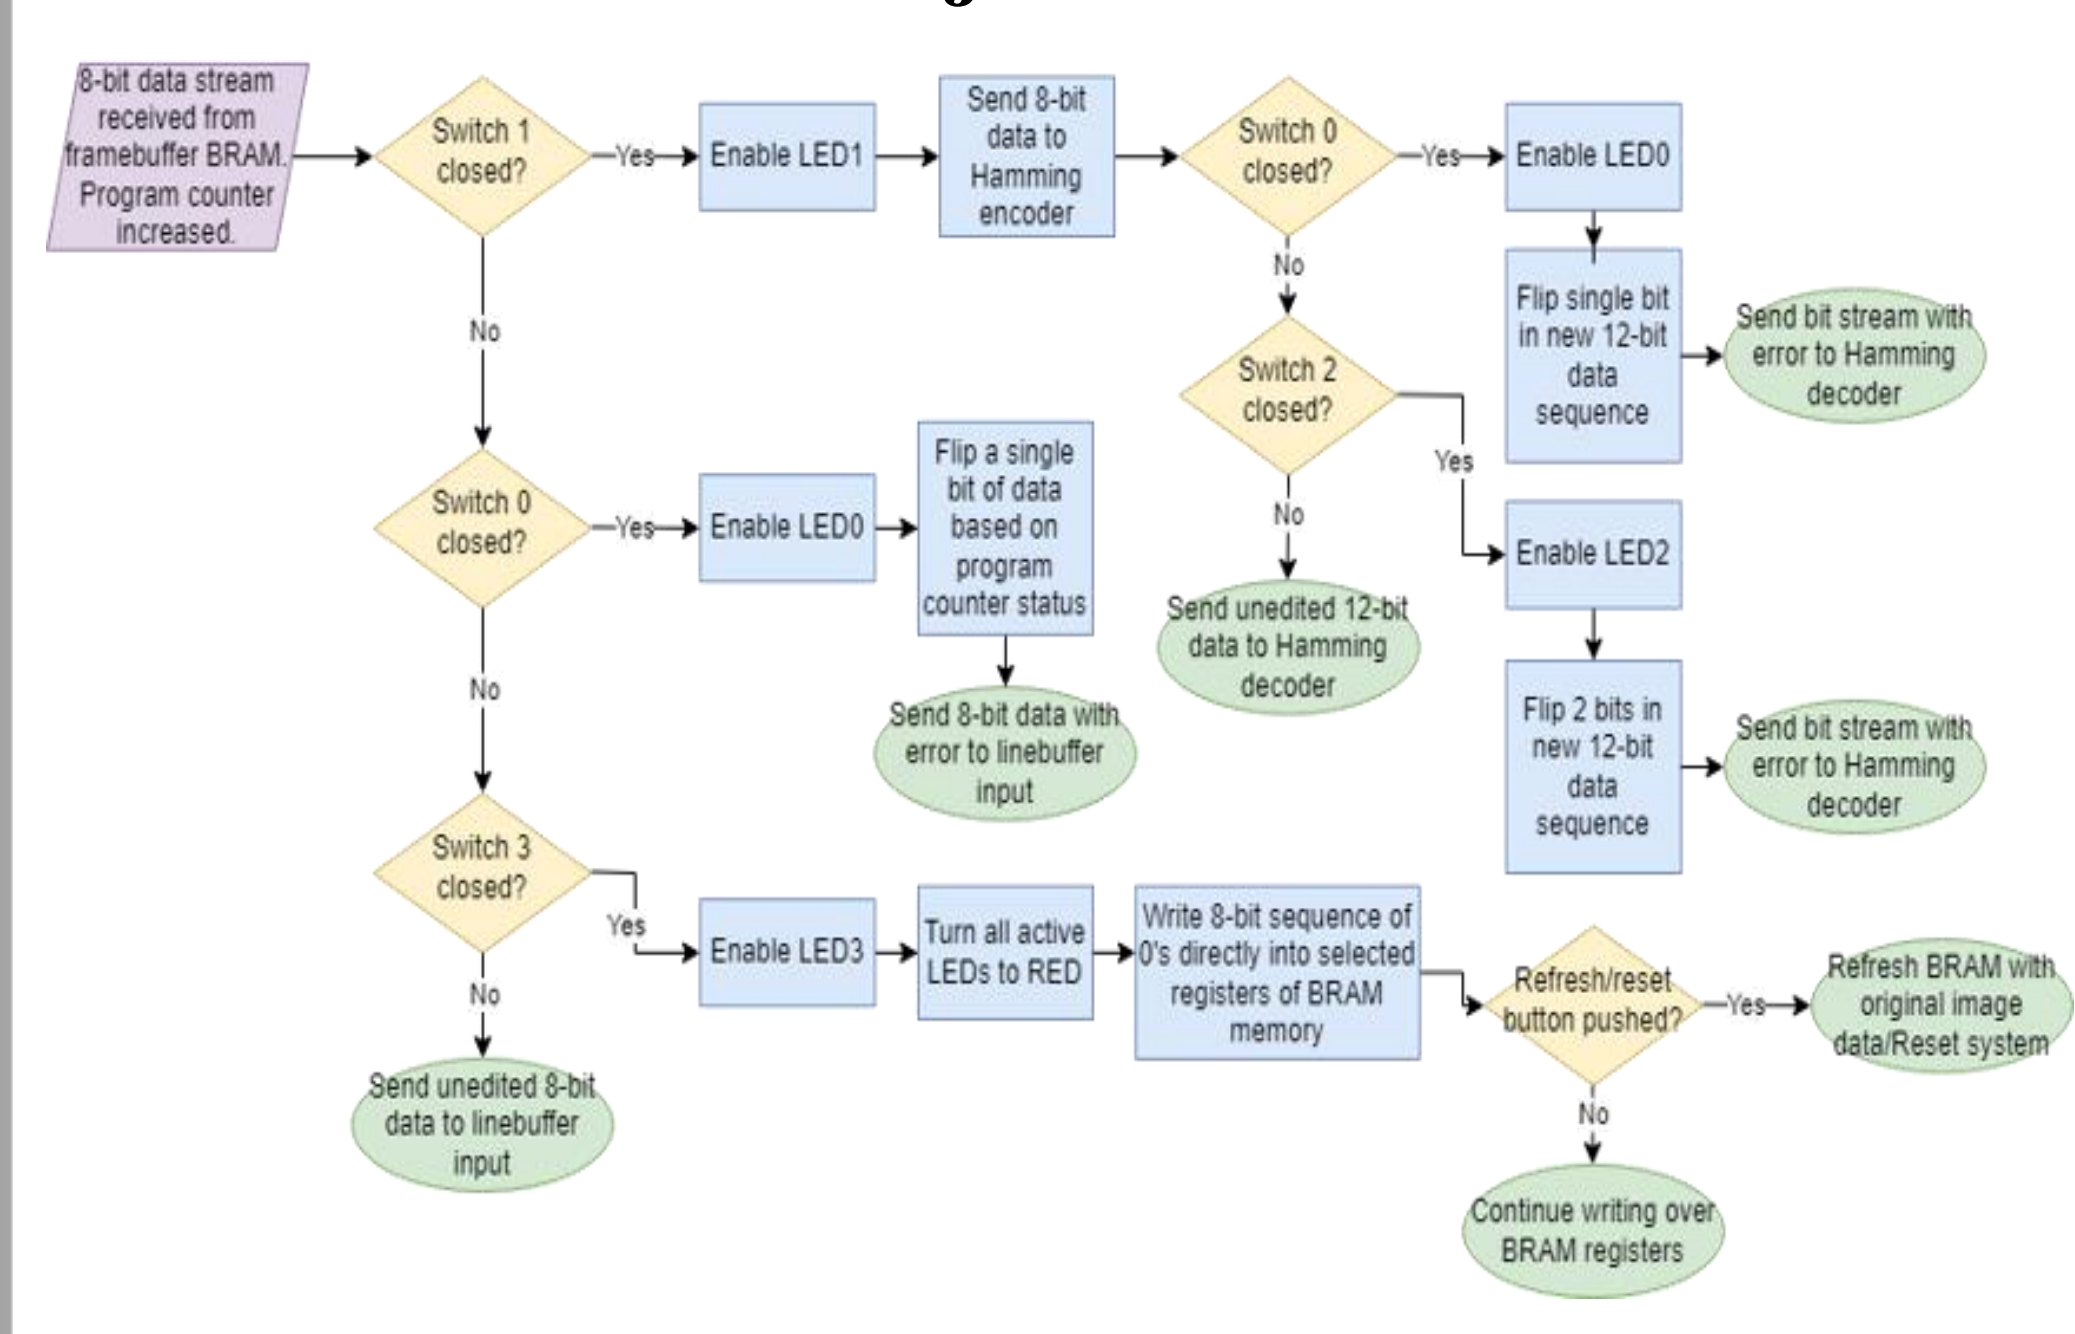 8-bit data stream
received from
framebuffer BRAM.
Program counter
increased.
Switch 1
closed?
Yes
Enable LED1
Send 8-bit
data to
Hamming
encoder
Switch 0
closed?
Yes
Enable LED0
No
Flip single bit
in new 12-bit
data
sequence
Send bit stream with
error to Hamming
decoder
No
Switch 2
closed?
Yes
No
Enable LED2
Send unedited 12-bit
data to Hamming
decoder
Flip 2 bits in
new 12-bit
data
sequence
Send bit stream with
error to Hamming
decoder
Switch 0
closed?
Yes
Enable LED0
Flip a single
bit of data
based on
program
counter status
Send 8-bit data with
error to linebuffer
input
No
Switch 3
closed?
Yes
Enable LED3
Turn all active
LEDs to RED
Write 8-bit sequence of
0's directly into selected
registers of BRAM
memory
Refresh/reset
button pushed?
Yes
Refresh BRAM with
original image
data/Reset system
No
Send unedited 8-bit
data to linebuffer
input
No
Continue writing over
BRAM registers